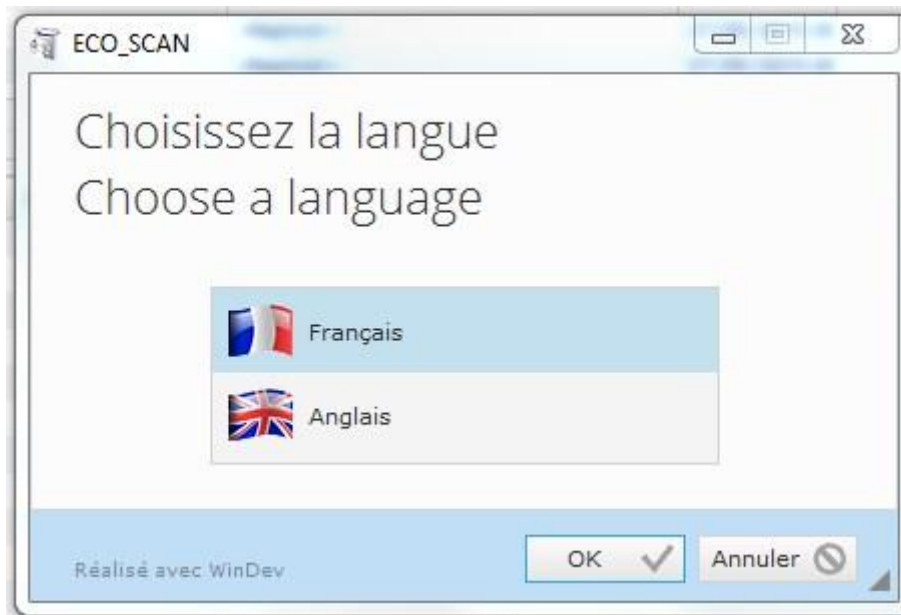 ECO_SCAN
Choisissez la langue
Choose a language
Français
Anglais
Réalisé avec WinDev
OK
Annuler